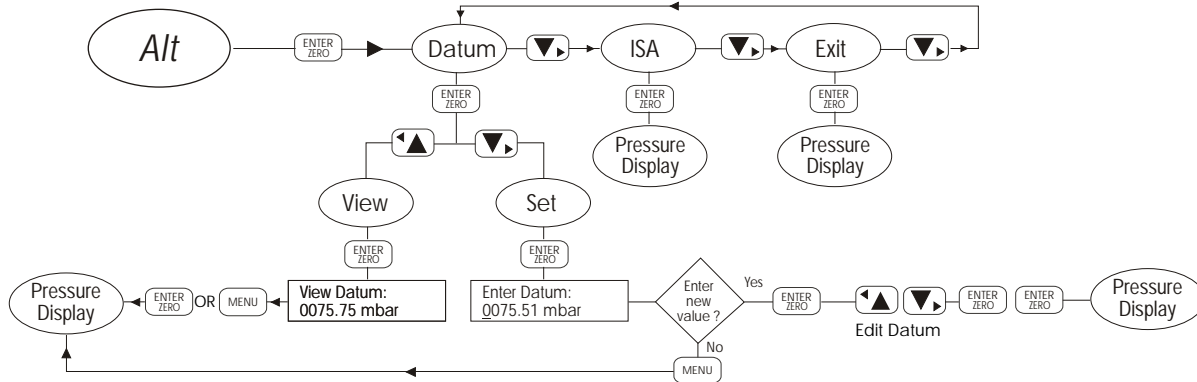 Alt
ENTER
ZERO
Datum
ISA
Exit
ENTER
ZERO
ENTER
ZERO
ENTER
ZERO
Pressure
Display
Pressure
Display
View
Set
ENTER
ZERO
ENTER
ZERO
Pressure
Display
ENTER
ZERO
OR
MENU
View Datum:
0075.75 mbar
Enter Datum:
0075.51 mbar
Enter
new
value ?
Yes
ENTER
ZERO
Edit Datum
ENTER
ZERO
ENTER
ZERO
Pressure
Display
No
MENU